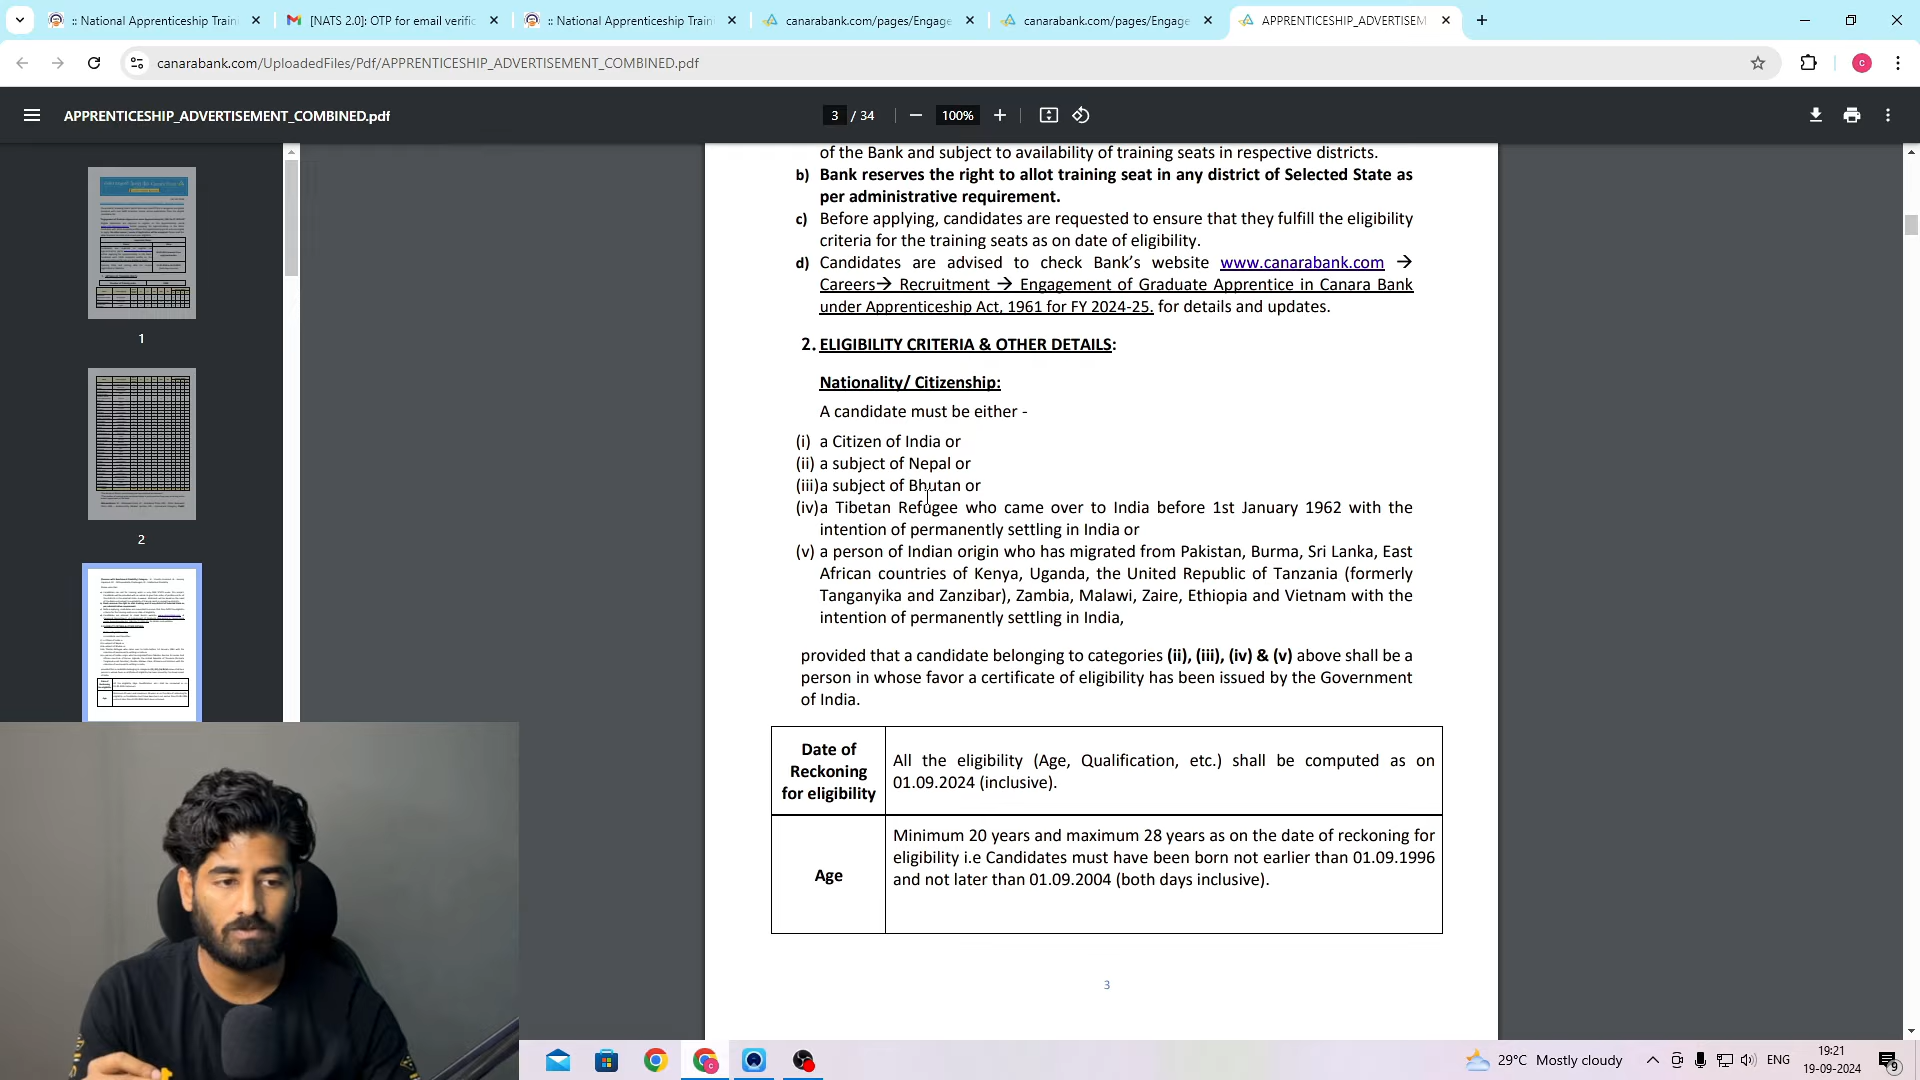 :: National Apprenticeship Traini
[NATS 2.0]: OTP for email verific
:: National Apprenticeship Traini
canarabank.com/pages/Engage
canarabank.com/pages/Engage
APPRENTICESHIP_ADVERTISEM
canarabank.com/UploadedFiles/Pdf/APPRENTICESHIP_ADVERTISEMENT_COMBINED.pdf
c
APPRENTICESHIP_ADVERTISEMENT_COMBINED.pdf
3 / 34
100%
1
2
of the Bank and subject to availability of training seats in respective districts.
b) Bank reserves the right to allot training seat in any district of Selected State as
per administrative requirement.
c) Before applying, candidates are requested to ensure that they fulfill the eligibility
criteria for the training seats as on date of eligibility.
d) Candidates are advised to check Bank’s website www.canarabank.com →
Careers→ Recruitment → Engagement of Graduate Apprentice in Canara Bank
under Apprenticeship Act, 1961 for FY 2024-25. for details and updates.
2. ELIGIBILITY CRITERIA & OTHER DETAILS:
Nationality/ Citizenship:
A candidate must be either -
(i) a Citizen of India or
(ii) a subject of Nepal or
(iii)a subject of Bhutan or
(iv)a Tibetan Refugee who came over to India before 1st January 1962 with the
intention of permanently settling in India or
(v) a person of Indian origin who has migrated from Pakistan, Burma, Sri Lanka, East
African countries of Kenya, Uganda, the United Republic of Tanzania (formerly
Tanganyika and Zanzibar), Zambia, Malawi, Zaire, Ethiopia and Vietnam with the
intention of permanently settling in India,
provided that a candidate belonging to categories (ii), (iii), (iv) & (v) above shall be a
person in whose favor a certificate of eligibility has been issued by the Government
of India.
Date of
Reckoning
for eligibility
All the eligibility (Age, Qualification, etc.) shall be computed as on
01.09.2024 (inclusive).
Age
Minimum 20 years and maximum 28 years as on the date of reckoning for
eligibility i.e Candidates must have been born not earlier than 01.09.1996
and not later than 01.09.2004 (both days inclusive).
3
29°C Mostly cloudy
ENG
19:21
19-09-2024
9